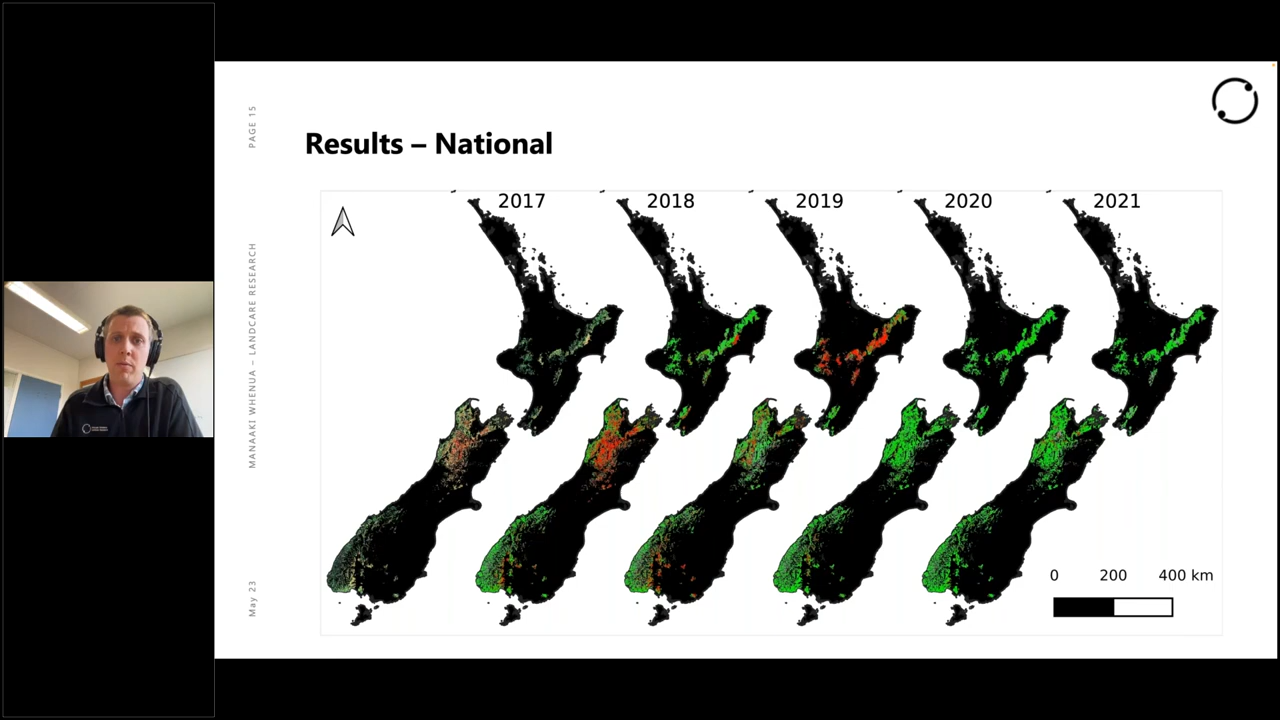 PAGE 15
MANAAKI WHENUA – LANDCARE RESEARCH
May 23
Results – National
2017
2018
2019
2020
2021
0 200 400 km